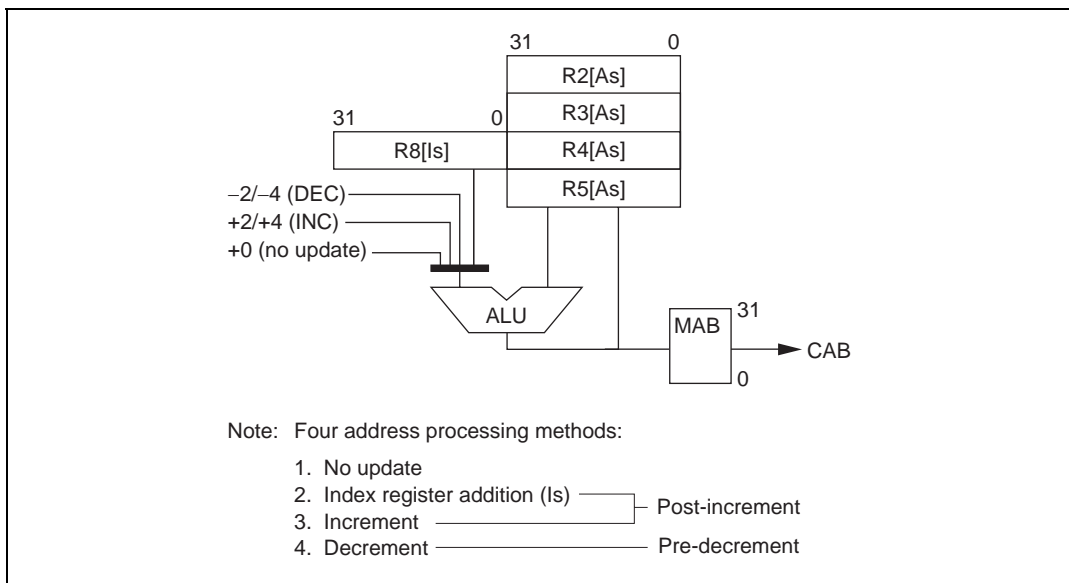 31 0
R2[As]
R3[As]
31 0
R8[Is] R4[As]
R5[As]
−2/−4 (DEC)
+2/+4 (INC)
+0 (no update)
ALU
MAB
31
CAB
0
Note: Four address processing methods:
1. No update
2. Index register addition (Is)
Post-increment
3. Increment
4. Decrement Pre-decrement